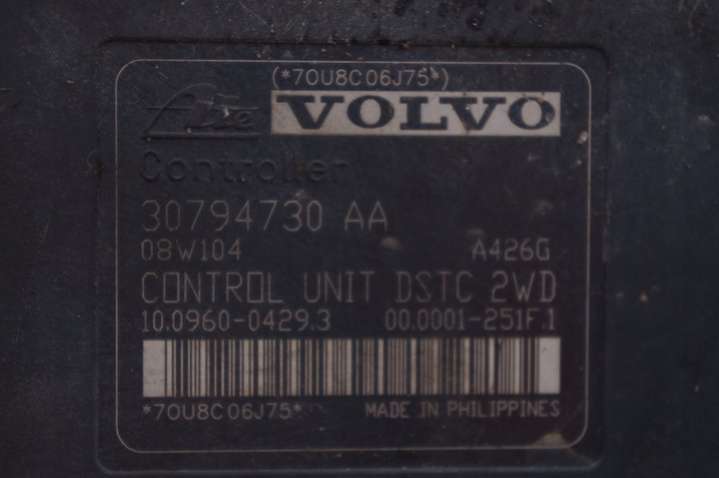 (*70U8C06J75*)
Ate VOLVO
Controller
30794730 AA
08W104 A426G
CONTROL UNIT DSTC 2WD
10.0960-0429.3 00.0001-251F.1
*70U8C06J75* MADE IN PHILIPPINES